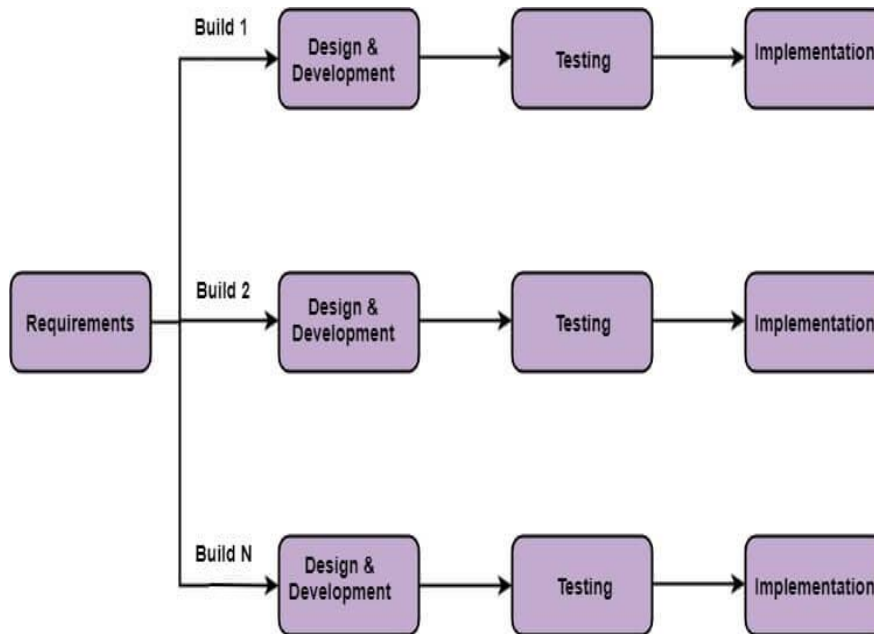 Build 1
Design &
Development
Testing
Implementation
Requirements
Build 2
Design &
Development
Testing
Implementation
Build N
Design &
Development
Testing
Implementation